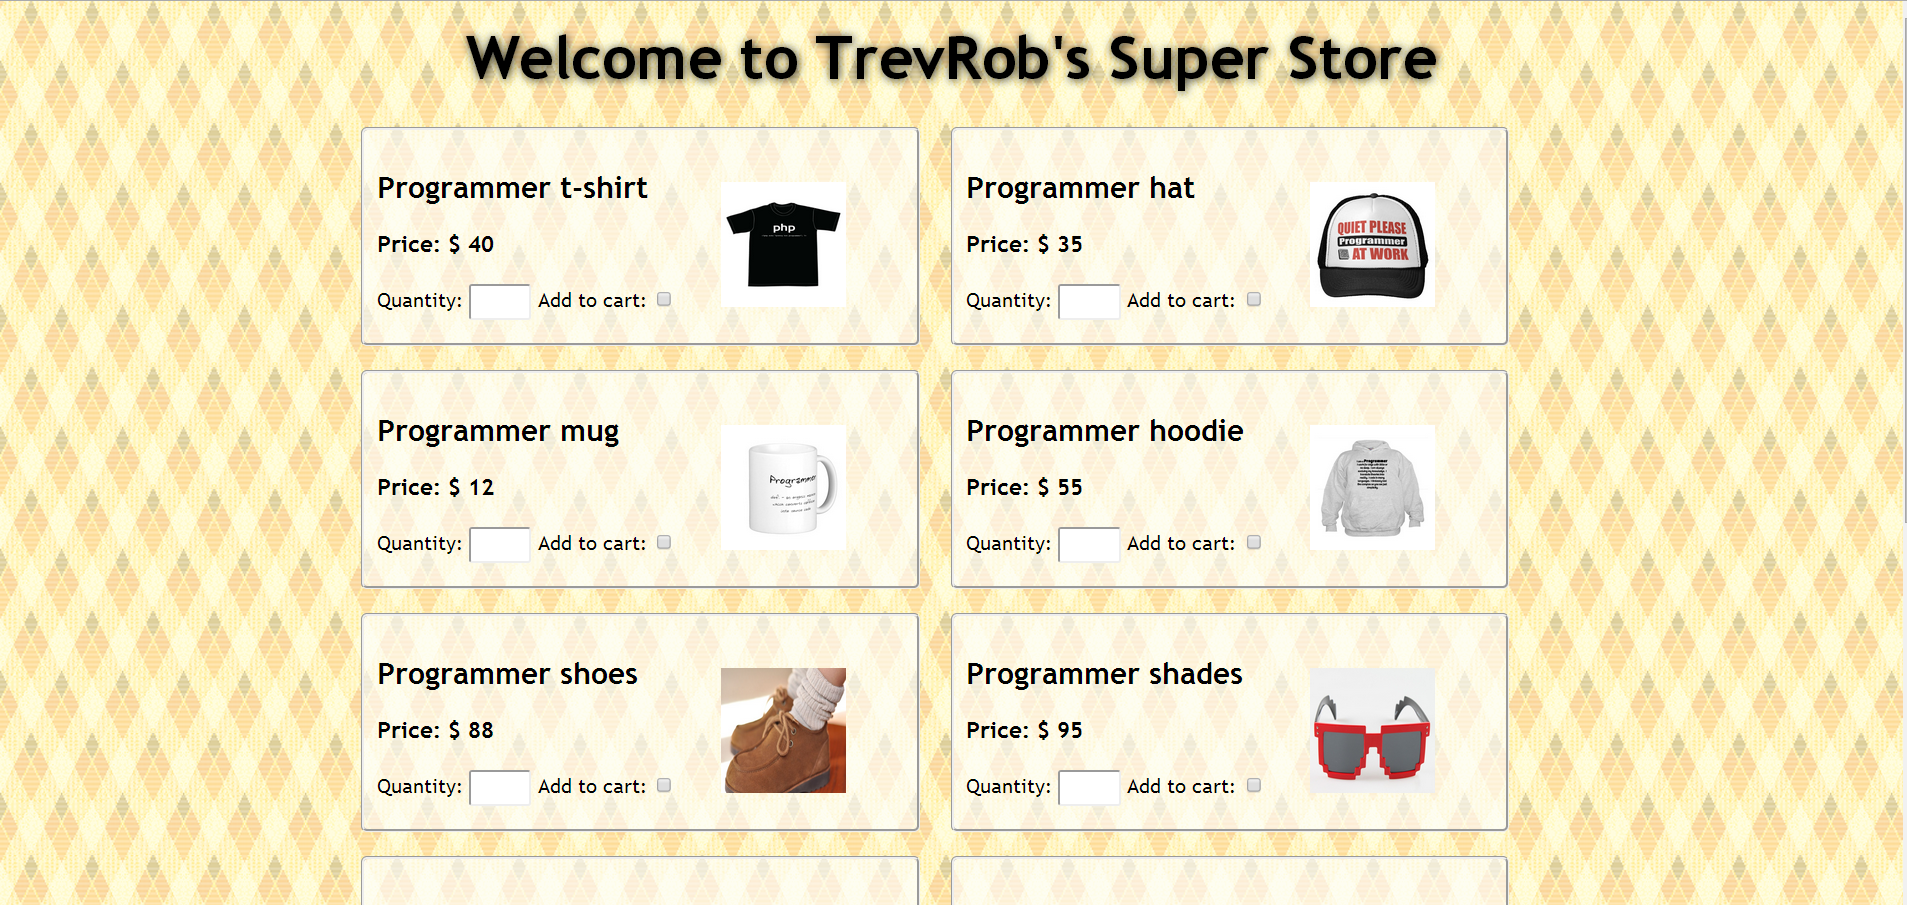 Welcome to TrevRob's Super Store
Programmer t-shirt
Price: $ 40
Quantity: Add to cart:
php
Programmer hat
Price: $ 35
Quantity: Add to cart:
QUIET PLEASE
Programmer
AT WORK
Programmer mug
Price: $ 12
Quantity: Add to cart:
Programmer
Programmer hoodie
Price: $ 55
Quantity: Add to cart:
Programmer
Programmer shoes
Price: $ 88
Quantity: Add to cart:
Programmer shades
Price: $ 95
Quantity: Add to cart: